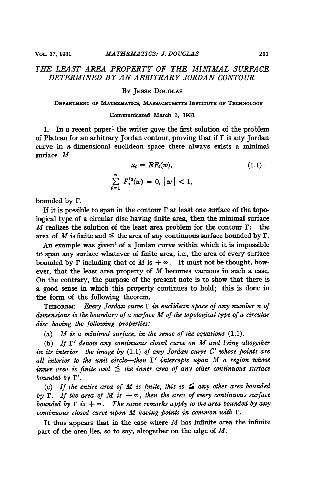 VOL. 17, 1931 MATHEMATICS: J. DOUGLAS 211
THE LEAST AREA PROPERTY OF THE MINIMAL SURFACE
DETERMINED BY AN ARBITRARY JORDAN CONTOUR
BY JESSE DOUGLAS
DEPARTMENT OF MATHEMATICS, MASSACHUSETTS INSTITUTE OF TECHNOLOGY
Communicated March 3, 1931
1. In a recent paper¹ the writer gave the first solution of the problem
of Plateau for an arbitrary Jordan contour, proving that if Γ is any Jordan
curve in n-dimensional euclidean space there always exists a minimal
surface M
xᵢ = RFᵢ(w), (1.1)
n
Σ F′ᵢ²(w) = 0, |w| < 1,
i=1
bounded by Γ.
If it is possible to span in the contour Γ at least one surface of the topo-
logical type of a circular disc having finite area, then the minimal surface
M realizes the solution of the least area problem for the contour Γ: the
area of M is finite and ≦ the area of any continuous surface bounded by Γ.
An example was given¹ of a Jordan curve within which it is impossible
to span any surface whatever of finite area, i.e., the area of every surface
bounded by Γ including that of M is + ∞. It must not be thought, how-
ever, that the least area property of M becomes vacuous in such a case.
On the contrary, the purpose of the present note is to show that there is
a good sense in which this property continues to hold; this is done in
the form of the following theorem.
THEOREM: Every Jordan curve Γ in euclidean space of any number n of
dimensions is the boundary of a surface M of the topological type of a circular
disc having the following properties:
(a) M is a minimal surface, in the sense of the equations (1.1).
(b) If Γ′ denote any continuous closed curve on M and lying altogether
in its interior—the image by (1.1) of any Jordan curve C′ whose points are
all interior to the unit circle—then Γ′ intercepts upon M a region whose
inner area is finite and ≦ the inner area of any other continuous surface
bounded by Γ′.
(c) If the entire area of M is finite, this is ≦ any other area bounded
by Γ. If the area of M is + ∞, then the area of every continuous surface
bounded by Γ is + ∞. The same remarks apply to the area bounded by any
continuous closed curve upon M having points in common with Γ.
It thus appears that in the case where M has infinite area the infinite
part of the area lies, so to say, altogether on the edge of M.